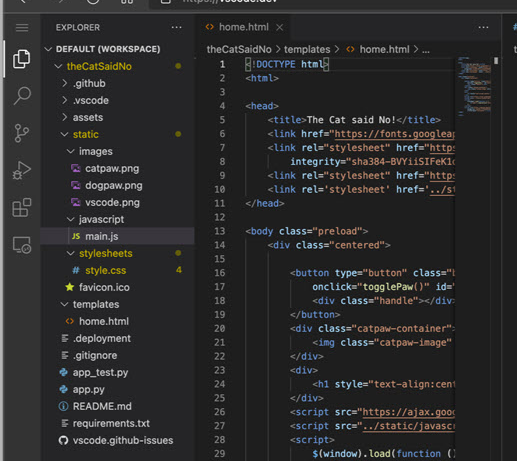 https://vscode.dev
EXPLORER
DEFAULT (WORKSPACE)
theCatSaidNo
.github
.vscode
assets
static
images
catpaw.png
dogpaw.png
vscode.png
javascript
JS main.js
stylesheets
# style.css 4
favicon.ico
templates
home.html
.deployment
.gitignore
app_test.py
app.py
README.md
requirements.txt
vscode.github-issues
home.html
theCatSaidNo > templates > home.html > ...
1 <!DOCTYPE html>
2 <html>
3
4 <head>
5 <title>The Cat said No!</title>
6 <link href="https://fonts.googleap
7 <link rel="stylesheet" href="https
8 integrity="sha384-BVYiiSIFeK1d
9 <link rel="stylesheet" href="https
10 <link rel='stylesheet' href='../st
11 </head>
12
13 <body class="preload">
14 <div class="centered">
15
16 <button type="button" class="b
17 onclick="togglePaw()" id="
18 <div class="handle"></div>
19 </button>
20 <div class="catpaw-container">
21 <img class="catpaw-image"
22 </div>
23 <div>
24 <h1 style="text-align:cent
25 </div>
26 <script src="https://ajax.goog
27 <script src="../static/javascr
28 <script>
29 $(window).load(function ()